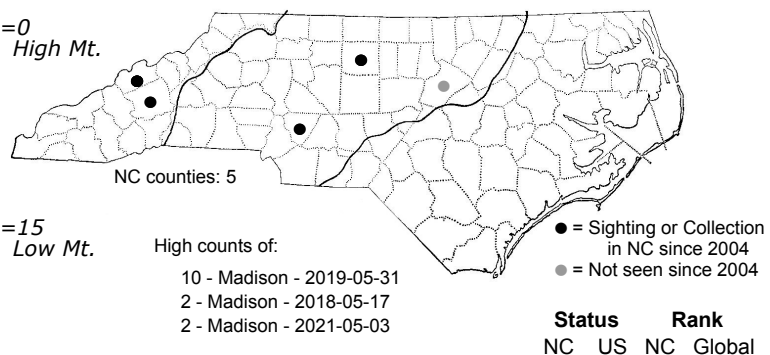 =0
High Mt.
NC counties: 5
=15
Low Mt.
High counts of:
10 - Madison - 2019-05-31
2 - Madison - 2018-05-17
2 - Madison - 2021-05-03
= Sighting or Collection
in NC since 2004
= Not seen since 2004
Status Rank
NC US NC Global